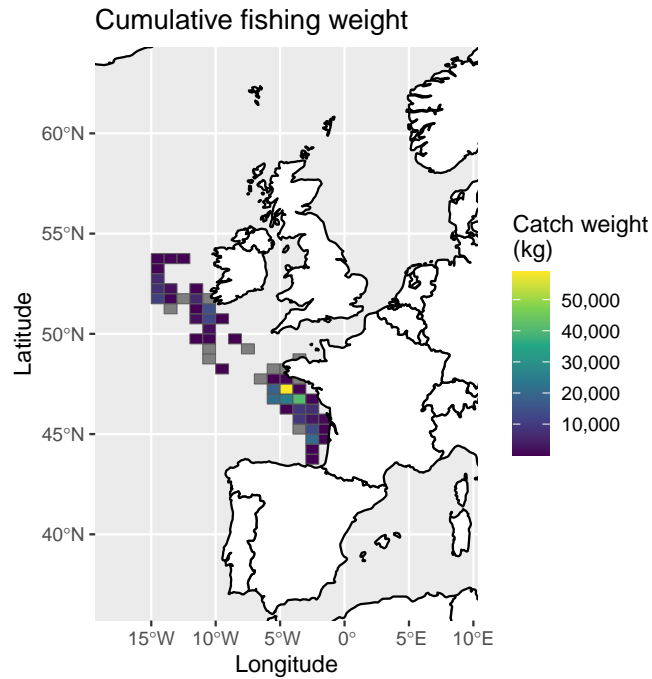 Cumulative fishing weight
60°N
55°N
50°N
45°N
40°N
Latitude
15°W
10°W
5°W
0°
5°E
10°E
Longitude
Catch weight
(kg)
50,000
40,000
30,000
20,000
10,000